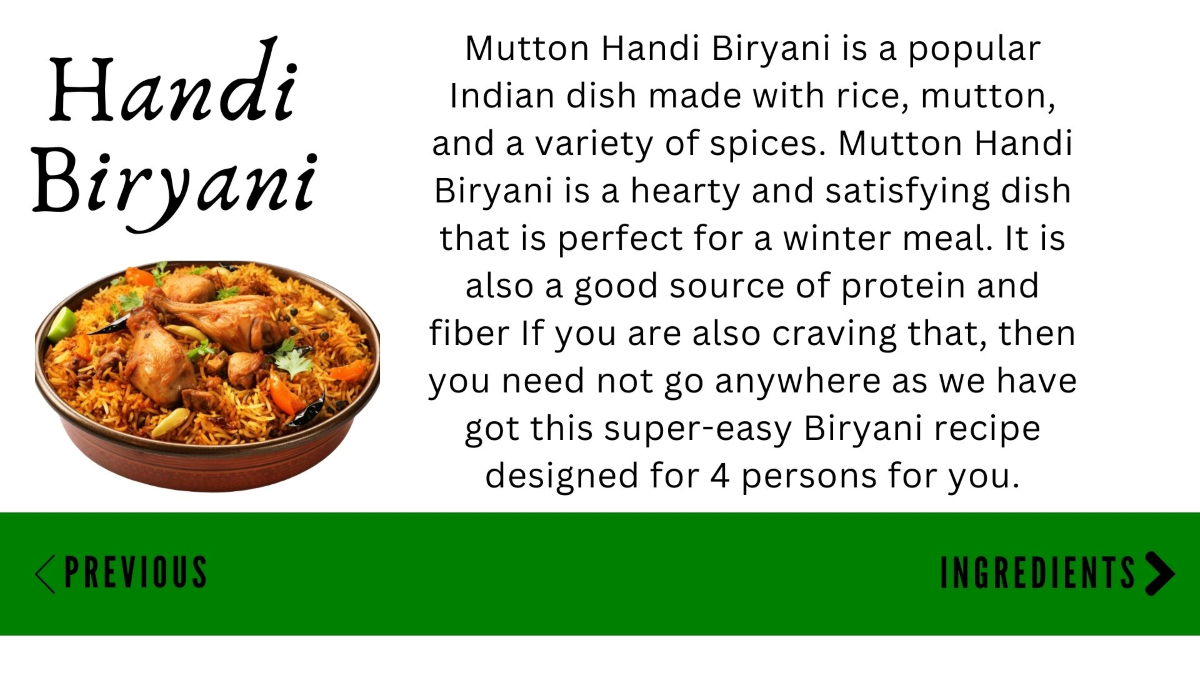 Handi
Biryani
Mutton Handi Biryani is a popular
Indian dish made with rice, mutton,
and a variety of spices. Mutton Handi
Biryani is a hearty and satisfying dish
that is perfect for a winter meal. It is
also a good source of protein and
fiber If you are also craving that, then
you need not go anywhere as we have
got this super-easy Biryani recipe
designed for 4 persons for you.
PREVIOUS
INGREDIENTS